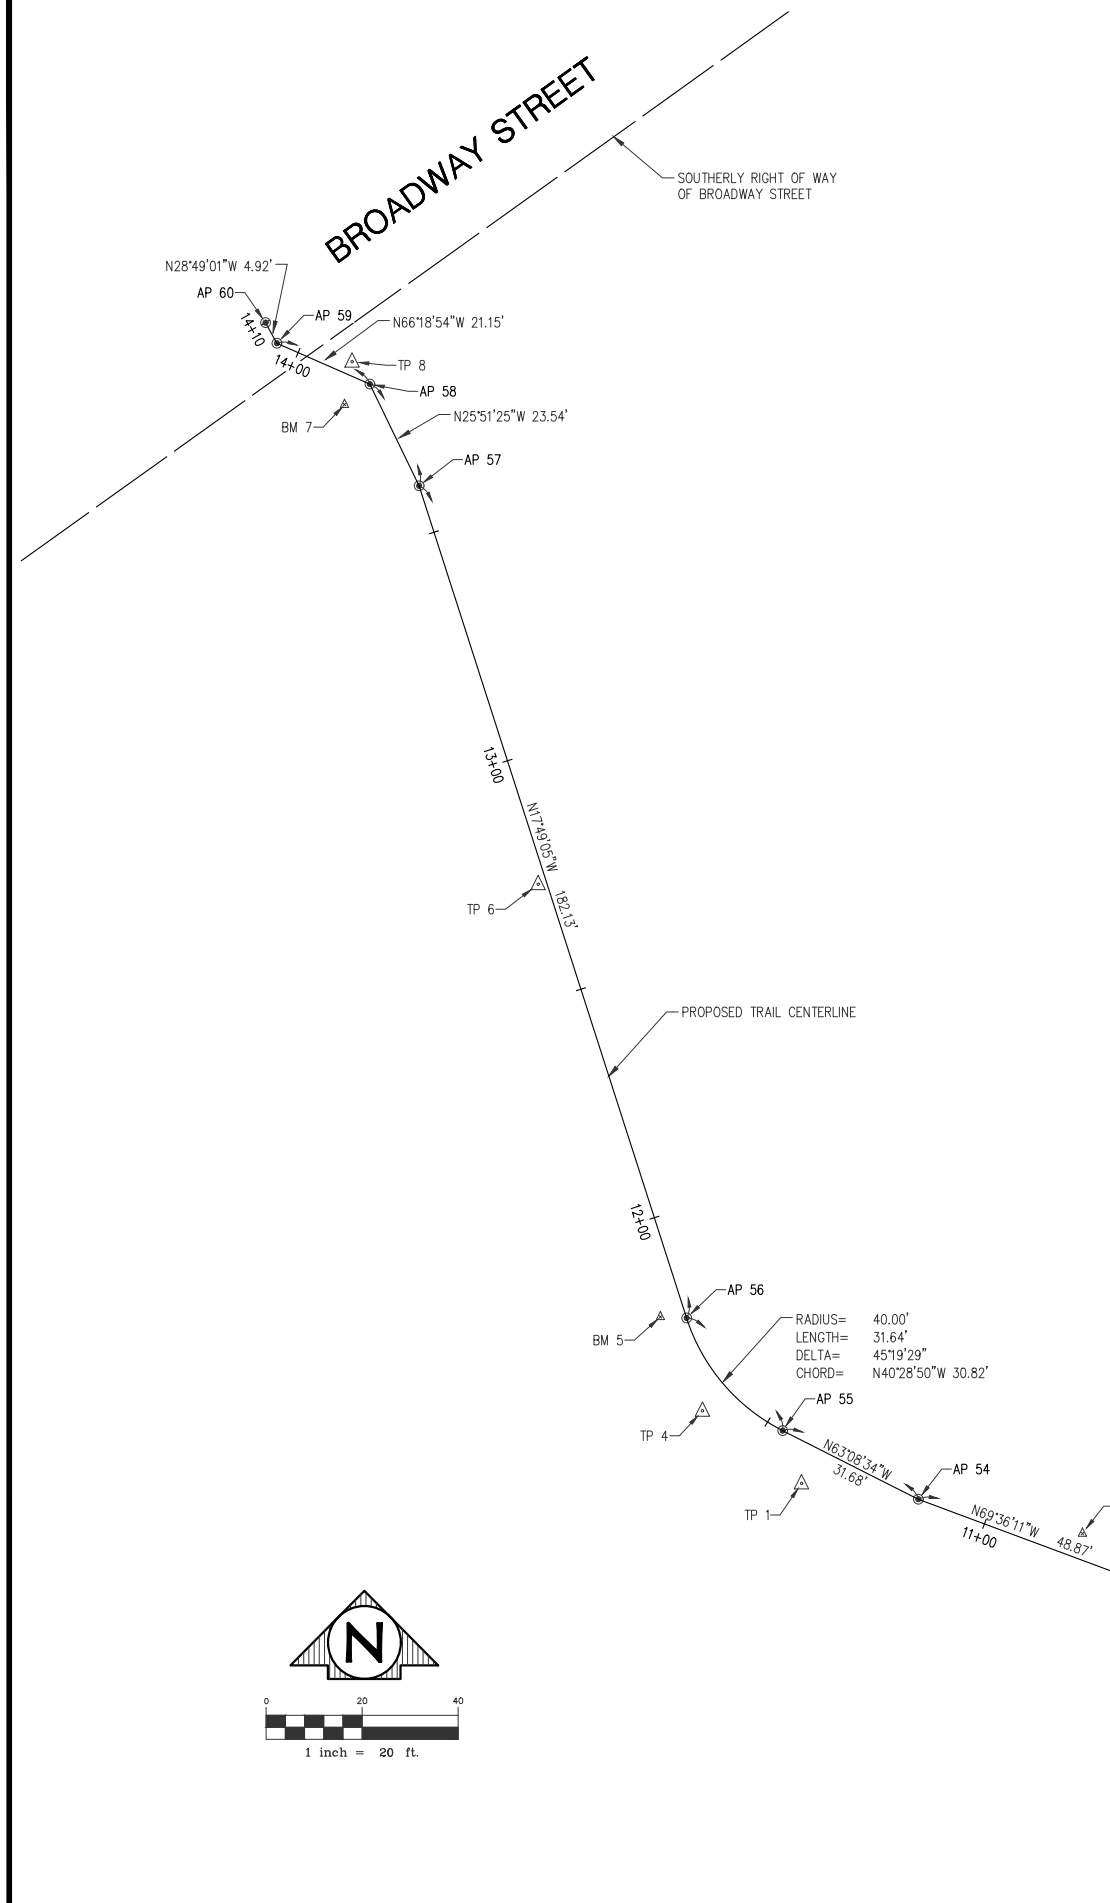 BROADWAY STREET
SOUTHERLY RIGHT OF WAY
OF BROADWAY STREET
N28°49'01"W 4.92'
AP 60
14+10
AP 59
N66°18'54"W 21.15'
14+00
TP 8
AP 58
BM 7
N25°51'25"W 23.54'
AP 57
13+00
N17°49'05"W 182.13'
TP 6
PROPOSED TRAIL CENTERLINE
12+00
AP 56
BM 5
RADIUS= 40.00'
LENGTH= 31.64'
DELTA= 45°19'29"
CHORD= N40°28'50"W 30.82'
AP 55
TP 4
N63°08'34"W
31.68'
AP 54
TP 1
N69°36'11"W 48.87'
11+00
N
0 20 40
1 inch = 20 ft.